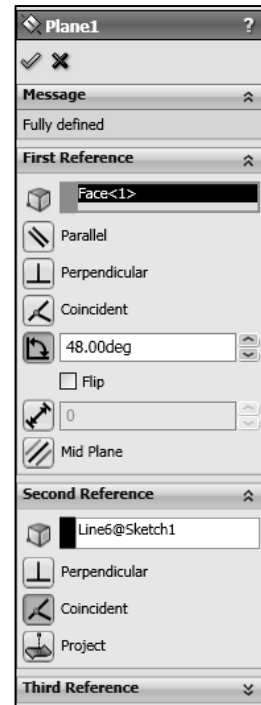 Plane1 ?
Message
Fully defined
First Reference
Face<1>
Parallel
Perpendicular
Coincident
48.00deg
Flip
0
Mid Plane
Second Reference
Line6@Sketch1
Perpendicular
Coincident
Project
Third Reference